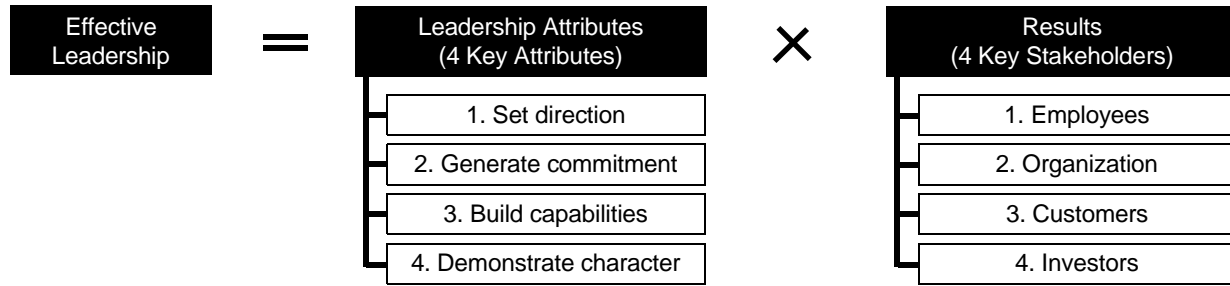 Effective
Leadership
=
Leadership Attributes
(4 Key Attributes)
×
Results
(4 Key Stakeholders)
1. Set direction
2. Generate commitment
3. Build capabilities
4. Demonstrate character
1. Employees
2. Organization
3. Customers
4. Investors